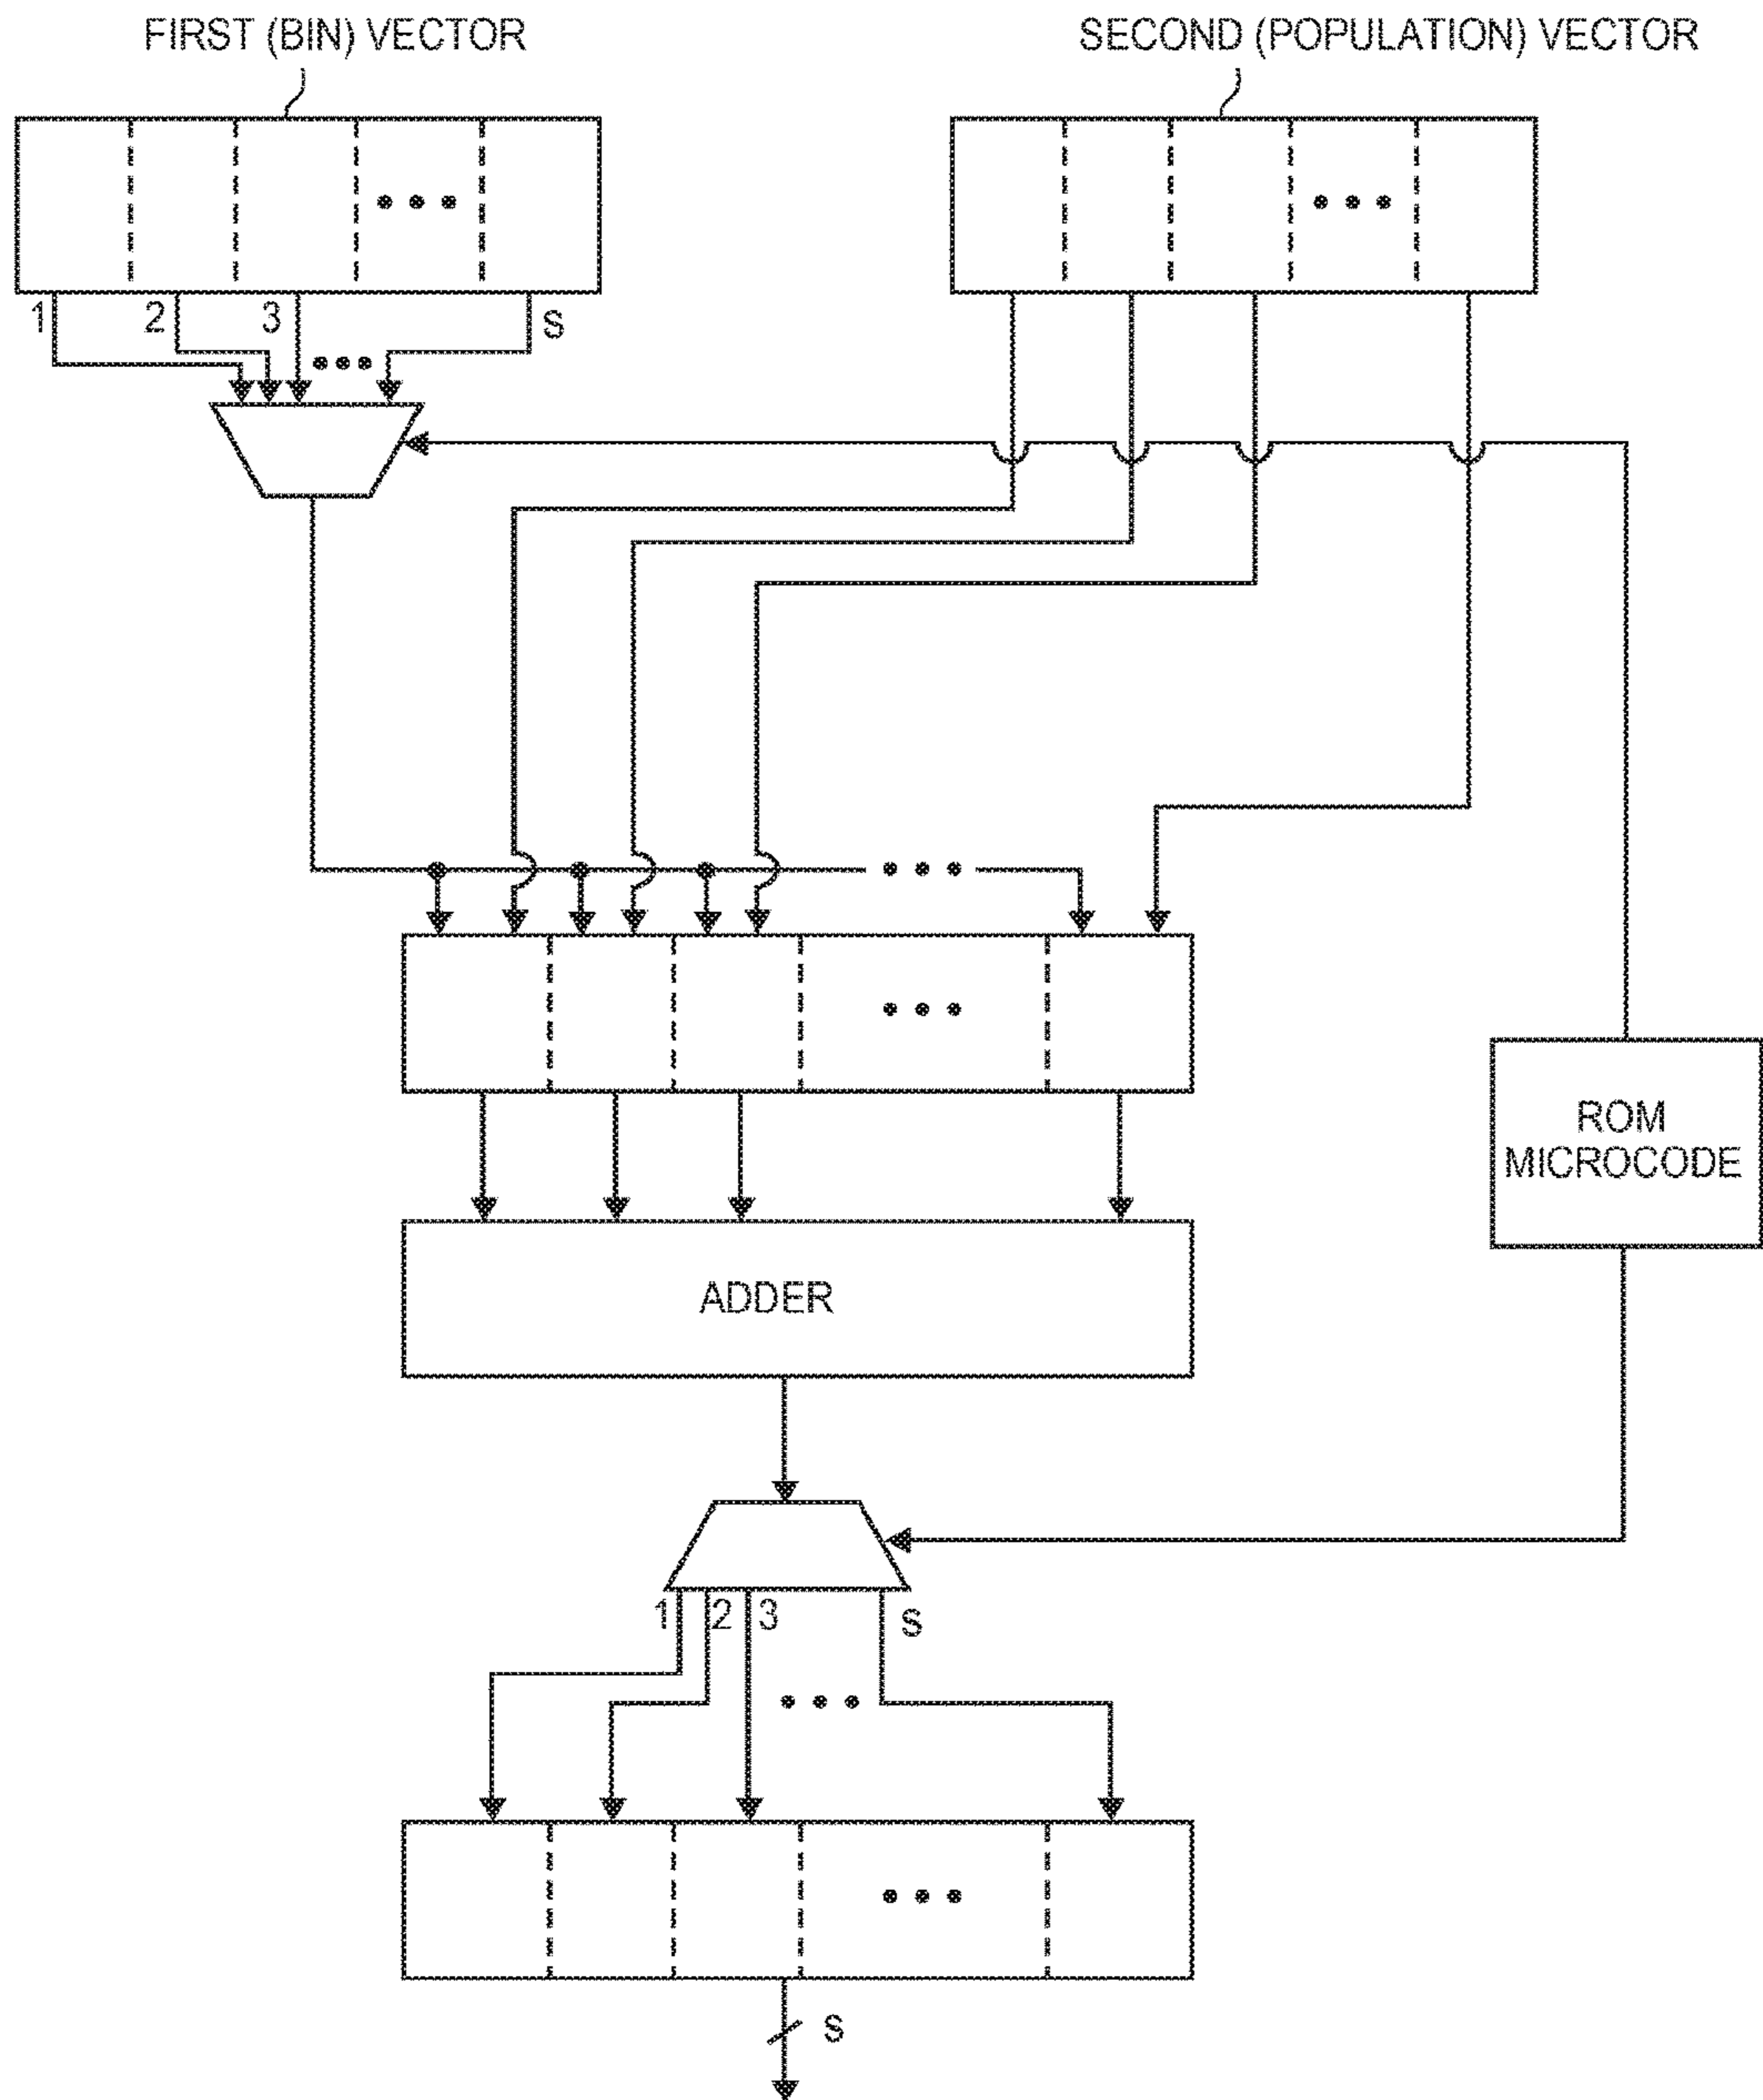 FIRST (BIN) VECTOR
SECOND (POPULATION) VECTOR
1 2 3 S
ROM
MICROCODE
ADDER
1 2 3 S
S